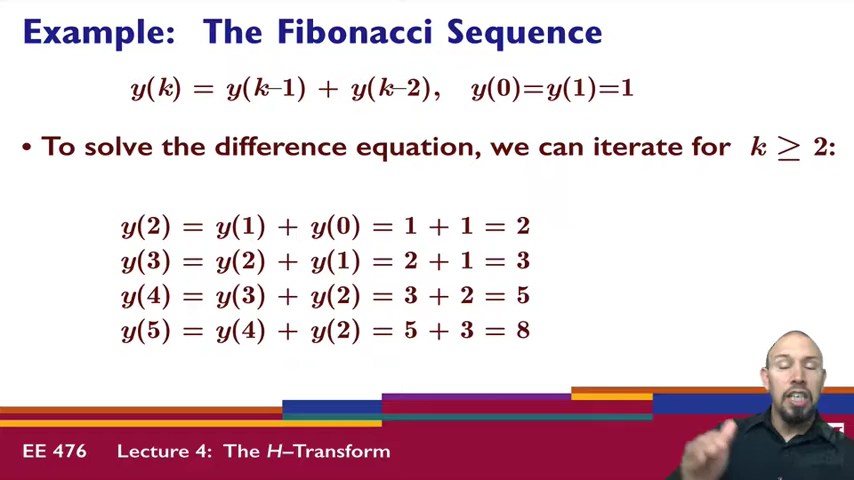 Example: The Fibonacci Sequence
y(k) = y(k–1) + y(k–2), y(0)=y(1)=1
• To solve the difference equation, we can iterate for k ≥ 2:
y(2) = y(1) + y(0) = 1 + 1 = 2
y(3) = y(2) + y(1) = 2 + 1 = 3
y(4) = y(3) + y(2) = 3 + 2 = 5
y(5) = y(4) + y(2) = 5 + 3 = 8
EE 476 Lecture 4: The H–Transform